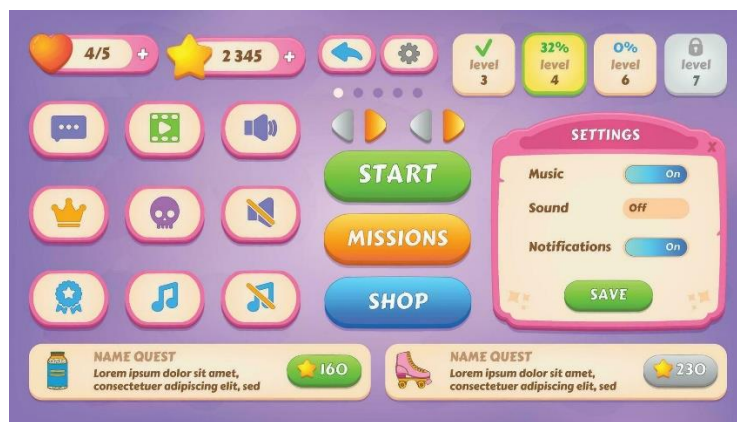 4/5 +
2 345 +
level
3
32%
level
4
0%
level
6
level
7
START
MISSIONS
SHOP
SETTINGS
x
Music On
Sound Off
Notifications On
SAVE
NAME QUEST
Lorem ipsum dolor sit amet,
consectetuer adipiscing elit, sed
160
NAME QUEST
Lorem ipsum dolor sit amet,
consectetuer adipiscing elit, sed
230